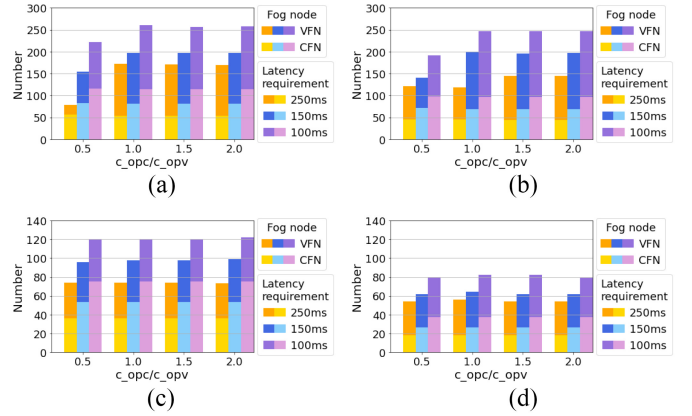 300
250
200
150
100
50
0
Number
0.5 1.0 1.5 2.0
c_opc/c_opv
Fog node
VFN
CFN
Latency
requirement
250ms
150ms
100ms
(a)
300
250
200
150
100
50
0
Number
0.5 1.0 1.5 2.0
c_opc/c_opv
Fog node
VFN
CFN
Latency
requirement
250ms
150ms
100ms
(b)
140
120
100
80
60
40
20
0
Number
0.5 1.0 1.5 2.0
c_opc/c_opv
Fog node
VFN
CFN
Latency
requirement
250ms
150ms
100ms
(c)
140
120
100
80
60
40
20
0
Number
0.5 1.0 1.5 2.0
c_opc/c_opv
Fog node
VFN
CFN
Latency
requirement
250ms
150ms
100ms
(d)